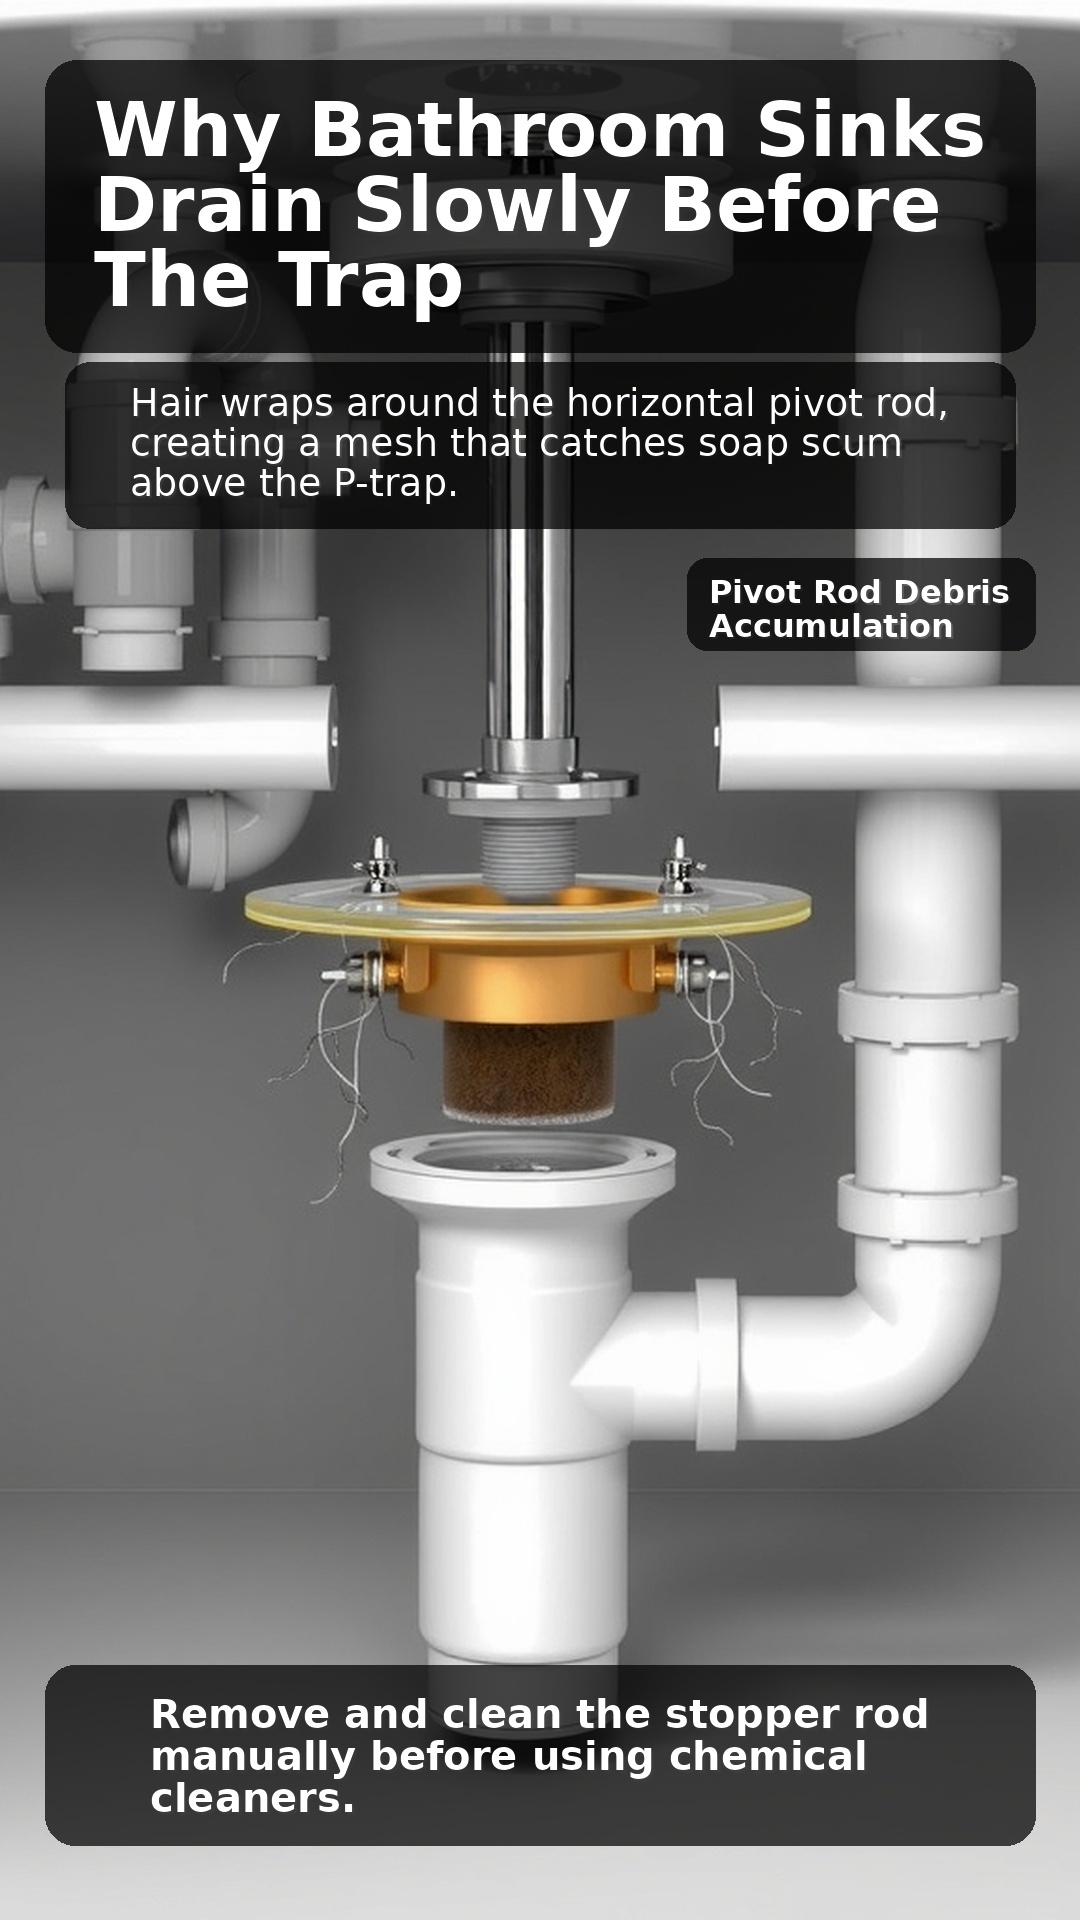 Why Bathroom Sinks
Drain Slowly Before
The Trap
Hair wraps around the horizontal pivot rod,
creating a mesh that catches soap scum
above the P-trap.
Pivot Rod Debris
Accumulation
Remove and clean the stopper rod
manually before using chemical
cleaners.